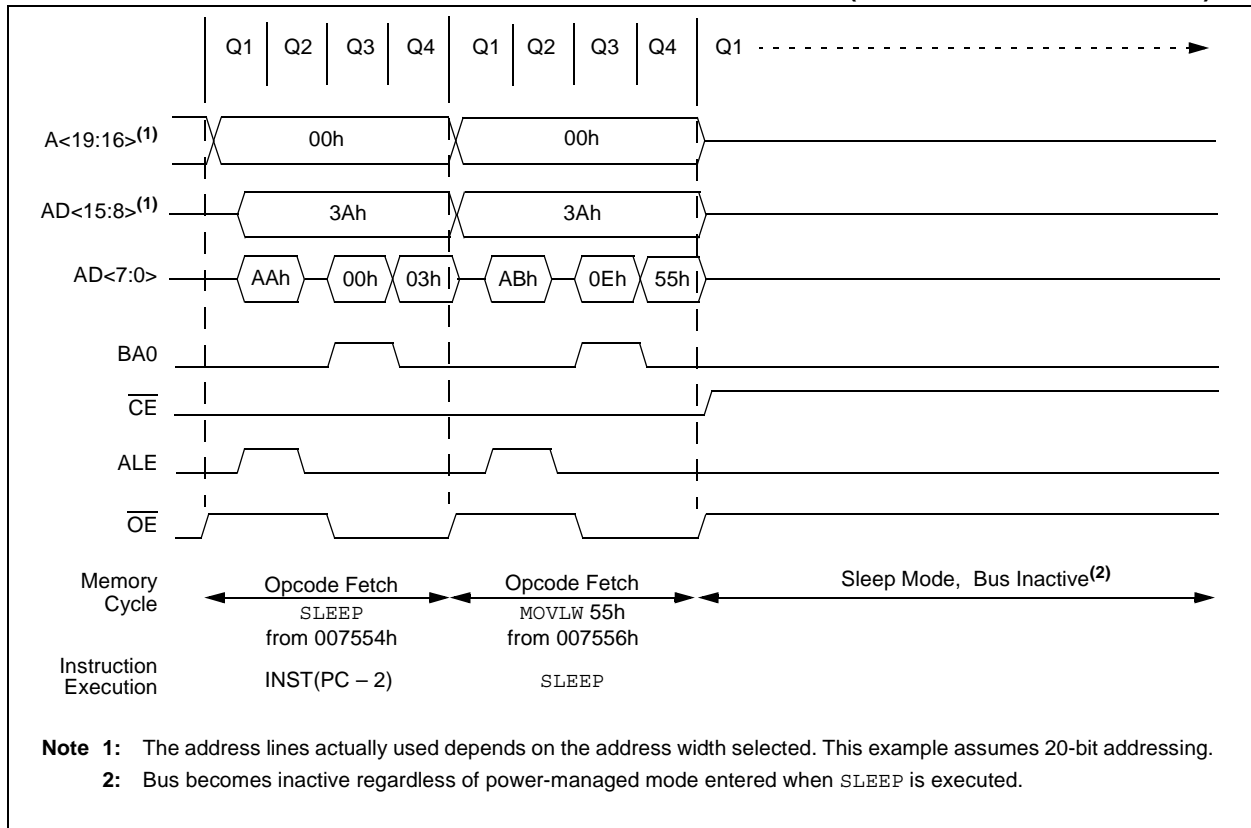 Q1 Q2 Q3 Q4 Q1 Q2 Q3 Q4 Q1
A<19:16>(1) 00h 00h
AD<15:8>(1) 3Ah 3Ah
AD<7:0> AAh 00h 03h ABh 0Eh 55h
BA0
CE
ALE
OE
Memory Cycle
Opcode Fetch
SLEEP
from 007554h
Opcode Fetch
MOVLW 55h
from 007556h
Sleep Mode, Bus Inactive(2)
Instruction
Execution
INST(PC – 2)
SLEEP
Note 1: The address lines actually used depends on the address width selected. This example assumes 20-bit addressing.
2: Bus becomes inactive regardless of power-managed mode entered when SLEEP is executed.